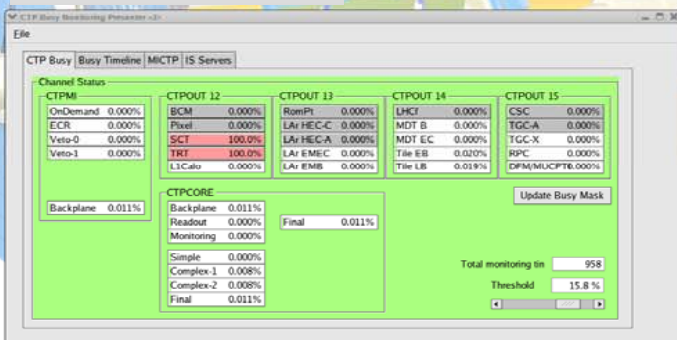 CTP Busy Monitoring Presenter <2>
File
CTP Busy Busy Timeline MICTP IS Servers
Channel Status
CTPMI
OnDemand 0.000%
ECR 0.000%
Veto-0 0.000%
Veto-1 0.000%
Backplane 0.011%
CTPOUT 12
BCM 0.000%
Pixel 0.000%
SCT 100.0%
TRT 100.0%
L1Calo 0.000%
CTPOUT 13
RomPt 0.000%
LAr HEC-C 0.000%
LAr HEC-A 0.000%
LAr EMEC 0.000%
LAr EMB 0.000%
CTPOUT 14
LHCf 0.000%
MDT B 0.000%
MDT EC 0.000%
Tile EB 0.020%
Tile LB 0.019%
CTPOUT 15
CSC 0.000%
TGC-A 0.000%
TGC-X 0.000%
RPC 0.000%
DFM/MUCPT 0.000%
CTPCORE
Backplane 0.011%
Readout 0.000%
Monitoring 0.000%
Final 0.011%
Simple 0.000%
Complex-1 0.008%
Complex-2 0.008%
Final 0.011%
Update Busy Mask
Total monitoring tin 958
Threshold 15.8 %